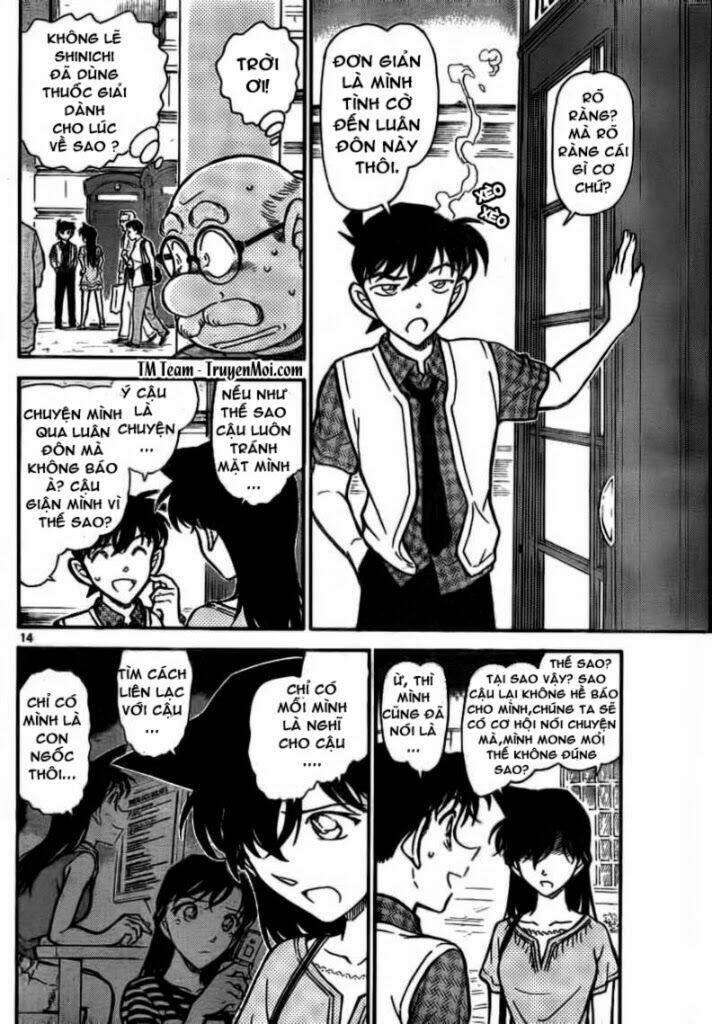 RÕ
RÀNG?
MÀ RÕ
RÀNG CÁI
GÌ CƠ
CHỨ?
ĐƠN GIẢN
LÀ MÌNH
TÌNH CỜ
ĐẾN LUÂN
ĐÔN NÀY
THÔI.
XÈO
XÈO
TRỜI
ƠI!
KHÔNG LẼ
SHINICHI
ĐÃ DÙNG
THUỐC GIẢI
DÀNH
CHO LÚC
VỀ SAO ?
TM Team - TruyenMoi.com
NẾU NHƯ
THẾ SAO
CẬU LUÔN
TRÁNH
MẶT MÌNH
...
Ý CẬU
LÀ
CHUYỆN
...
CHUYỆN MÌNH
QUA LUÂN
ĐÔN MÀ
KHÔNG BÁO
À? CẬU
GIẬN MÌNH VÌ
THẾ SAO?
14
THẾ SAO?
TẠI SAO VẬY? SAO
CẬU LẠI KHÔNG HỀ BÁO
CHO MÌNH,CHÚNG TA SẼ
CÓ CƠ HỘI NÓI CHUYỆN
MÀ,MÌNH MONG MỎI
THẾ KHÔNG ĐÚNG
SAO?
Ừ, THÌ
MÌNH
CŨNG ĐÃ
NÓI LÀ
...
CHỈ CÓ
MỖI MÌNH
LÀ NGHĨ
CHO CẬU
....
TÌM CÁCH
LIÊN LẠC
VỚI CẬU
...
CHỈ CÓ
MÌNH LÀ
CON
NGỐC
THÔI...